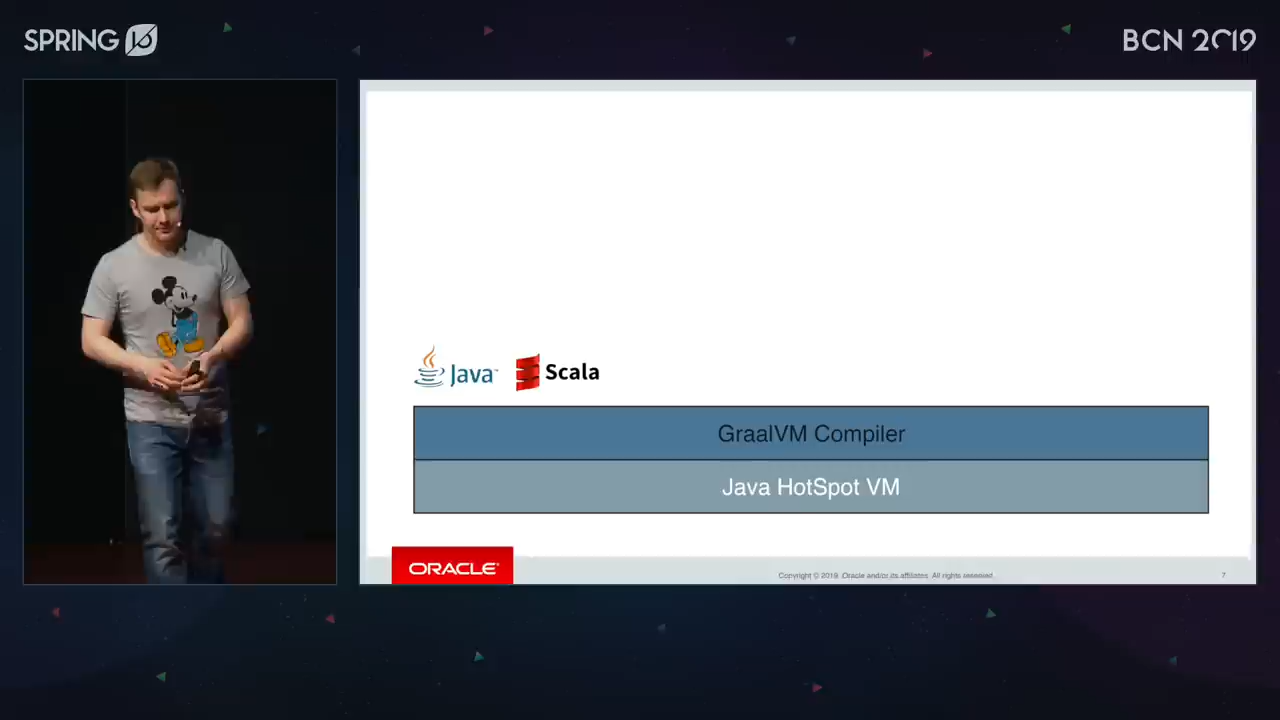 SPRING
BCN 2019
Java
Scala
GraalVM Compiler
Java HotSpot VM
ORACLE
Copyright © 2019, Oracle and/or its affiliates. All rights reserved.
7